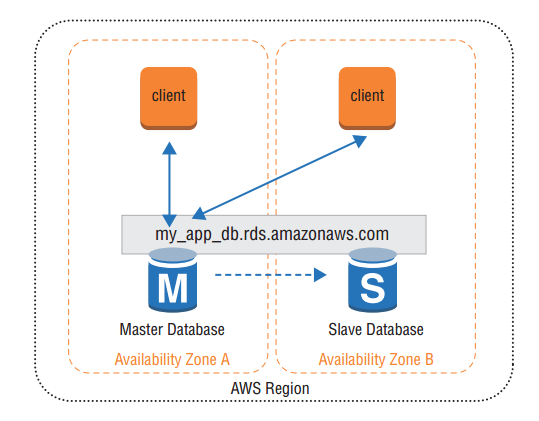 client
client
my_app_db.rds.amazonaws.com
M
S
Master Database
Slave Database
Availability Zone A
Availability Zone B
AWS Region